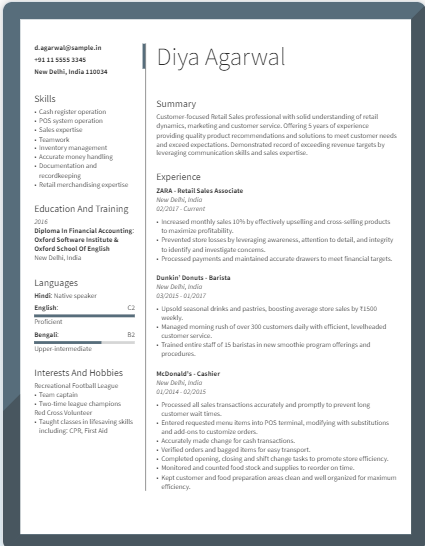 d.agarwal@sample.in
+91 11 5555 3345
New Delhi, India 110034
Skills
• Cash register operation
• POS system operation
• Sales expertise
• Teamwork
• Inventory management
• Accurate money handling
• Documentation and
recordkeeping
• Retail merchandising expertise
Education And Training
2016
Diploma In Financial Accounting:
Oxford Software Institute &
Oxford School Of English
New Delhi, India
Languages
Hindi: Native speaker
English: C2
Proficient
Bengali: B2
Upper-intermediate
Interests And Hobbies
Recreational Football League
• Team captain
• Two-time league champions
Red Cross Volunteer
• Taught classes in lifesaving skills
including: CPR, First Aid
Diya Agarwal
Summary
Customer-focused Retail Sales professional with solid understanding of retail
dynamics, marketing and customer service. Offering 5 years of experience
providing quality product recommendations and solutions to customer needs
and exceed expectations. Demonstrated record of exceeding revenue targets by
leveraging communication skills and sales expertise.
Experience
ZARA - Retail Sales Associate
New Delhi, India
02/2017 - Current
• Increased monthly sales 10% by effectively upselling and cross-selling products
to maximize profitability.
• Prevented store losses by leveraging awareness, attention to detail, and integrity
to identify and investigate concerns.
• Processed payments and maintained accurate drawers to meet financial targets.
Dunkin' Donuts - Barista
New Delhi, India
03/2015 - 01/2017
• Upsold seasonal drinks and pastries, boosting average store sales by ₹1500
weekly.
• Managed morning rush of over 300 customers daily with efficient, levelheaded
customer service.
• Trained entire staff of 15 baristas in new smoothie program offerings and
procedures.
McDonald's - Cashier
New Delhi, India
01/2014 - 02/2015
• Processed all sales transactions accurately and promptly to prevent long
customer wait times.
• Entered requested menu items into POS terminal, modifying with substitutions
and add-ons to customize orders.
• Accurately made change for cash transactions.
• Verified orders and bagged items for easy transport.
• Completed opening, closing and shift change tasks to promote store efficiency.
• Monitored and counted food stock and supplies to reorder on time.
• Kept customer and food preparation areas clean and well organized for maximum
efficiency.